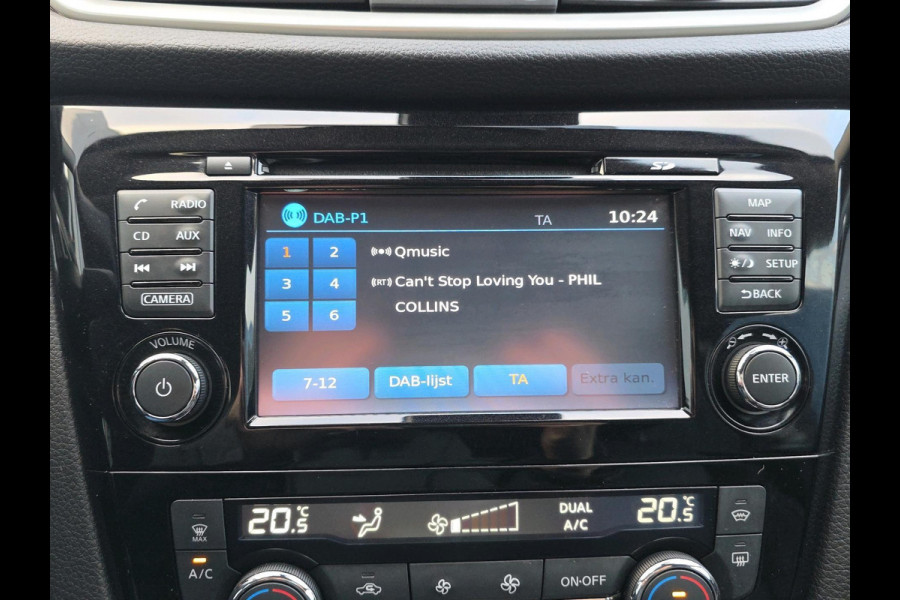 SD
RADIO
CD AUX
CAMERA
VOLUME
DAB-P1 TA 10:24
1 2
3 4
5 6
Qmusic
(RT) Can't Stop Loving You - PHIL
COLLINS
7-12 DAB-lijst TA Extra kan.
MAP
NAV INFO
SETUP
BACK
ENTER
20.5°C DUAL 20.5°C
A/C
MAX
A/C
ON·OFF